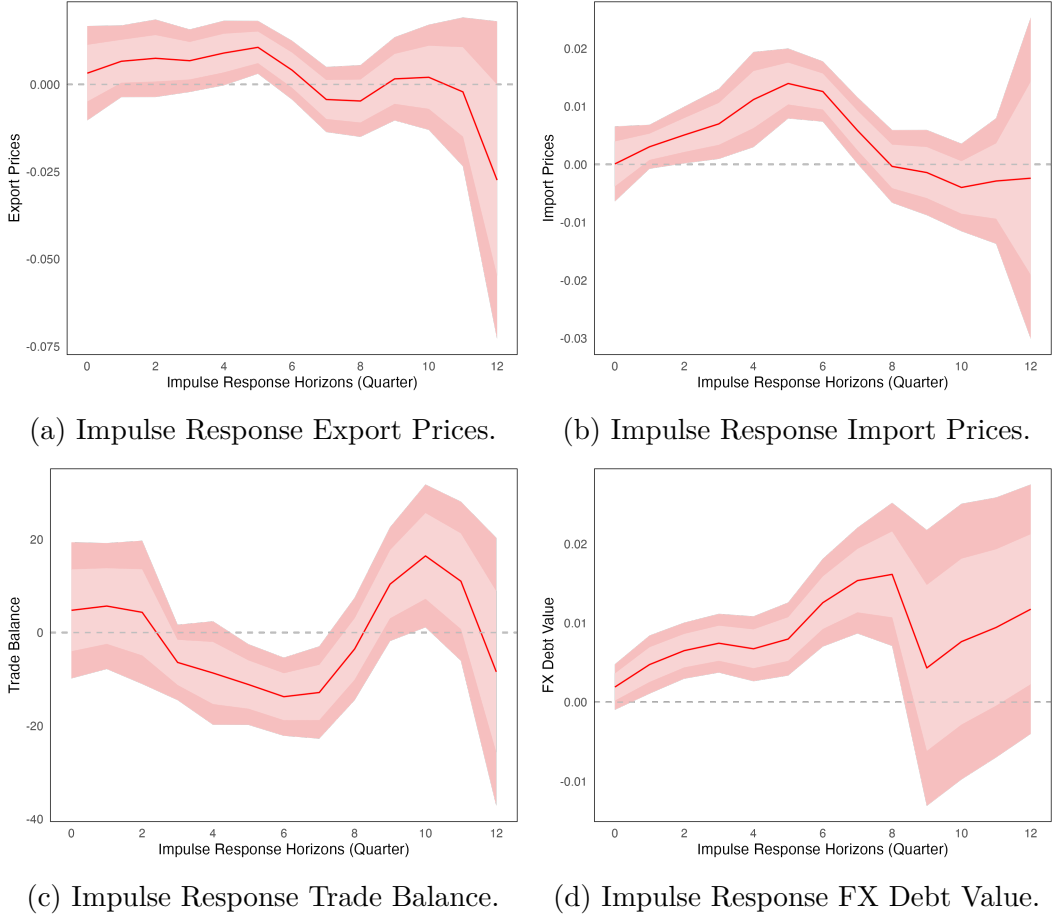 0.000
-0.025
-0.050
-0.075
Export Prices
0 2 4 6 8 10 12
Impulse Response Horizons (Quarter)
(a) Impulse Response Export Prices.
0.02
0.01
0.00
-0.01
-0.02
-0.03
Import Prices
0 2 4 6 8 10 12
Impulse Response Horizons (Quarter)
(b) Impulse Response Import Prices.
20
0
-20
-40
Trade Balance
0 2 4 6 8 10 12
Impulse Response Horizons (Quarter)
(c) Impulse Response Trade Balance.
0.02
0.01
0.00
-0.01
FX Debt Value
0 2 4 6 8 10 12
Impulse Response Horizons (Quarter)
(d) Impulse Response FX Debt Value.